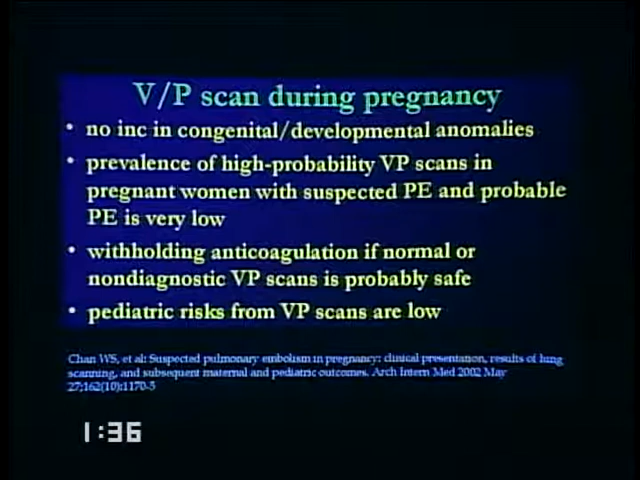 V/P scan during pregnancy
• no inc in congenital/developmental anomalies
• prevalence of high-probability VP scans in
pregnant women with suspected PE and probable
PE is very low
• withholding anticoagulation if normal or
nondiagnostic VP scans is probably safe
• pediatric risks from VP scans are low
Chan WS, et al: Suspected pulmonary embolism in pregnancy: clinical presentation, results of lung
scanning, and subsequent maternal and pediatric outcomes. Arch Intern Med 2002 May
27;162(10):1170-5
1:36